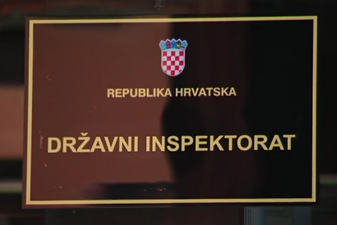 REPUBLIKA HRVATSKA
DRŽAVNI INSPEKTORAT